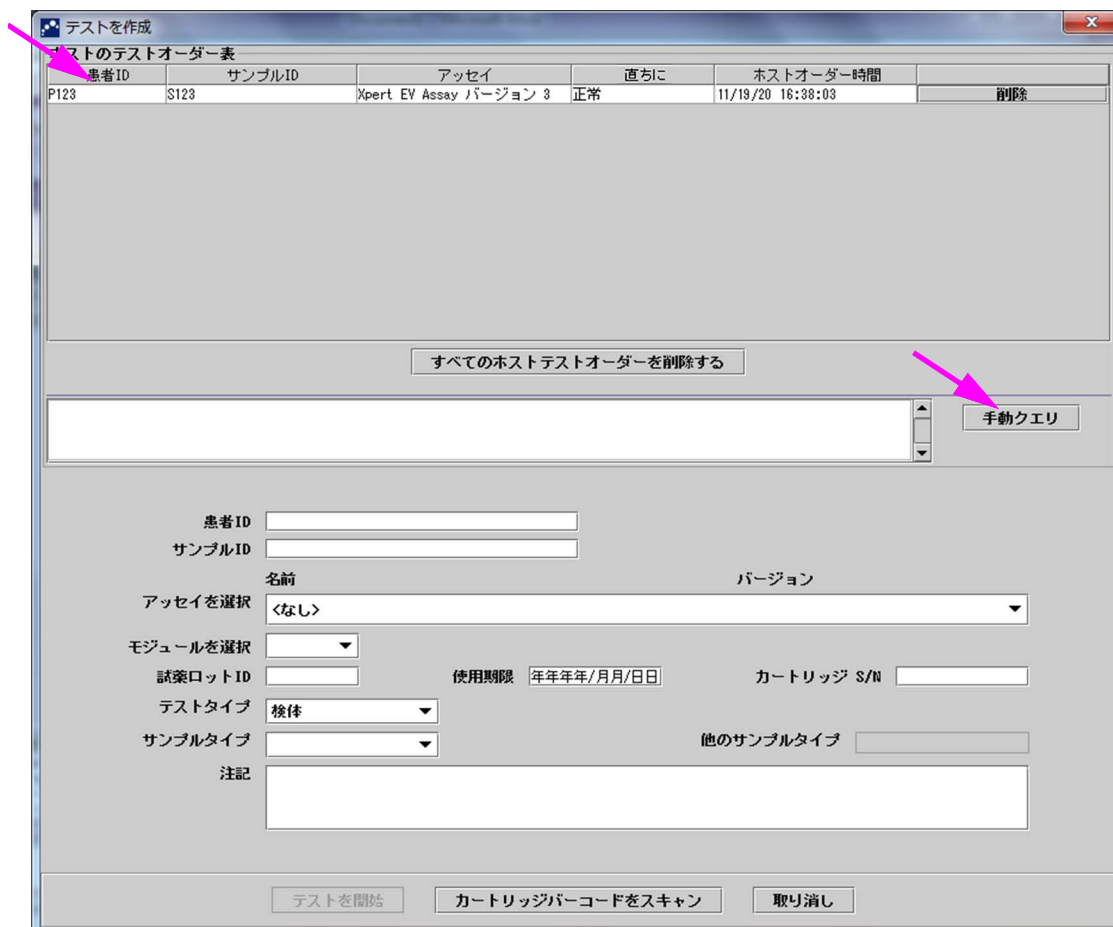 テストを作成
ホストのテストオーダー表
患者ID サンプルID アッセイ 直ちに ホストオーダー時間
P123 S123 Xpert EV Assay バージョン 3 正常 11/19/20 16:38:03 削除
すべてのホストテストオーダーを削除する
手動クエリ
患者ID
サンプルID
名前 バージョン
アッセイを選択 <なし>
モジュールを選択
試薬ロットID 使用期限 年年年年/月月/日日 カートリッジ S/N
テストタイプ 検体
サンプルタイプ 他のサンプルタイプ
注記
テストを開始 カートリッジバーコードをスキャン 取り消し